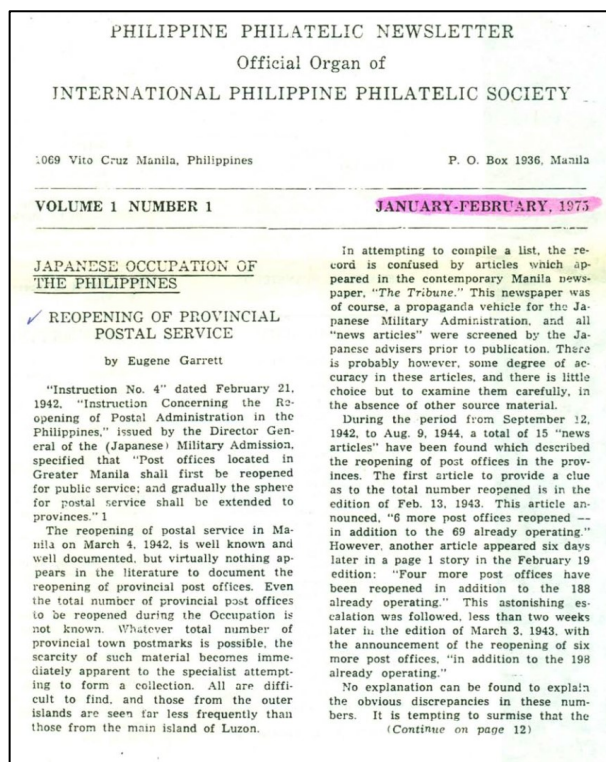 PHILIPPINE PHILATELIC NEWSLETTER
Official Organ of
INTERNATIONAL PHILIPPINE PHILATELIC SOCIETY
1069 Vito Cruz Manila, Philippines
P. O. Box 1936, Manila
VOLUME 1 NUMBER 1
JANUARY-FEBRUARY, 1975
JAPANESE OCCUPATION OF
THE PHILIPPINES
REOPENING OF PROVINCIAL
POSTAL SERVICE
by Eugene Garrett
"Instruction No. 4" dated February 21,
1942, "Instruction Concerning the Re-
opening of Postal Administration in the
Philippines," issued by the Director Gen-
eral of the (Japanese) Military Admission,
specified that "Post offices located in
Greater Manila shall first be reopened
for public service; and gradually the sphere
for postal service shall be extended to
provinces." 1
The reopening of postal service in Ma-
nila on March 4, 1942, is well known and
well documented, but virtually nothing ap-
pears in the literature to document the
reopening of provincial post offices. Even
the total number of provincial post offices
to be reopened during the Occupation is
not known. Whatever total number of
provincial town postmarks is possible, the
scarcity of such material becomes imme-
diately apparent to the specialist attempt-
ing to form a collection. All are diffi-
cult to find, and those from the outer
islands are seen far less frequently than
those from the main island of Luzon.
In attempting to compile a list, the re-
cord is confused by articles which ap-
peared in the contemporary Manila news-
paper, "The Tribune." This newspaper was
of course, a propaganda vehicle for the Ja-
panese Military Administration, and all
"news articles" were screened by the Ja-
panese advisers prior to publication. There
is probably however, some degree of ac-
curacy in these articles, and there is little
choice but to examine them carefully, in
the absence of other source material.
During the period from September 12,
1942, to Aug. 9, 1944, a total of 15 "news
articles" have been found which described
the reopening of post offices in the prov-
inces. The first article to provide a clue
as to the total number reopened is in the
edition of Feb. 13, 1943. This article an-
nounced, "6 more post offices reopened --
in addition to the 69 already operating."
However, another article appeared six days
later in a page 1 story in the February 19
edition: "Four more post offices have
been reopened in addition to the 188
already operating." This astonishing es-
calation was followed, less than two weeks
later in the edition of March 3, 1943, with
the announcement of the reopening of six
more post offices, "in addition to the 198
already operating."
No explanation can be found to explain
the obvious discrepancies in these num-
bers. It is tempting to surmise that the
(Continue on page 12)